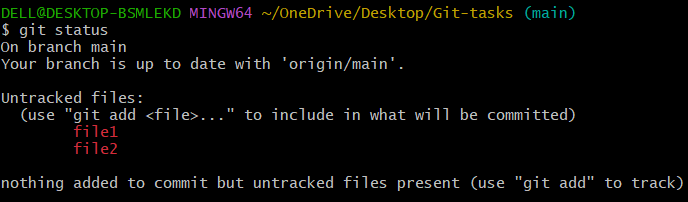 DELL@DESKTOP-BSMLEKD MINGW64 ~/OneDrive/Desktop/Git-tasks (main)
$ git status
On branch main
Your branch is up to date with 'origin/main'.
Untracked files:
  (use "git add <file>..." to include in what will be committed)
        file1
        file2
nothing added to commit but untracked files present (use "git add" to track)